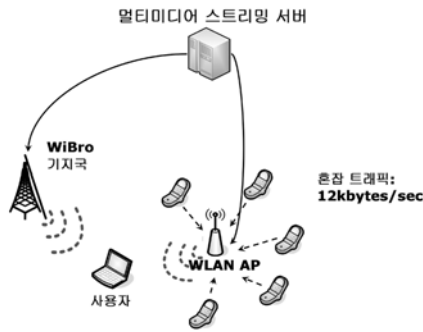 멀티미디어 스트리밍 서버
WiBro
기지국
혼잡 트래픽:
12kbytes/sec
WLAN AP
사용자